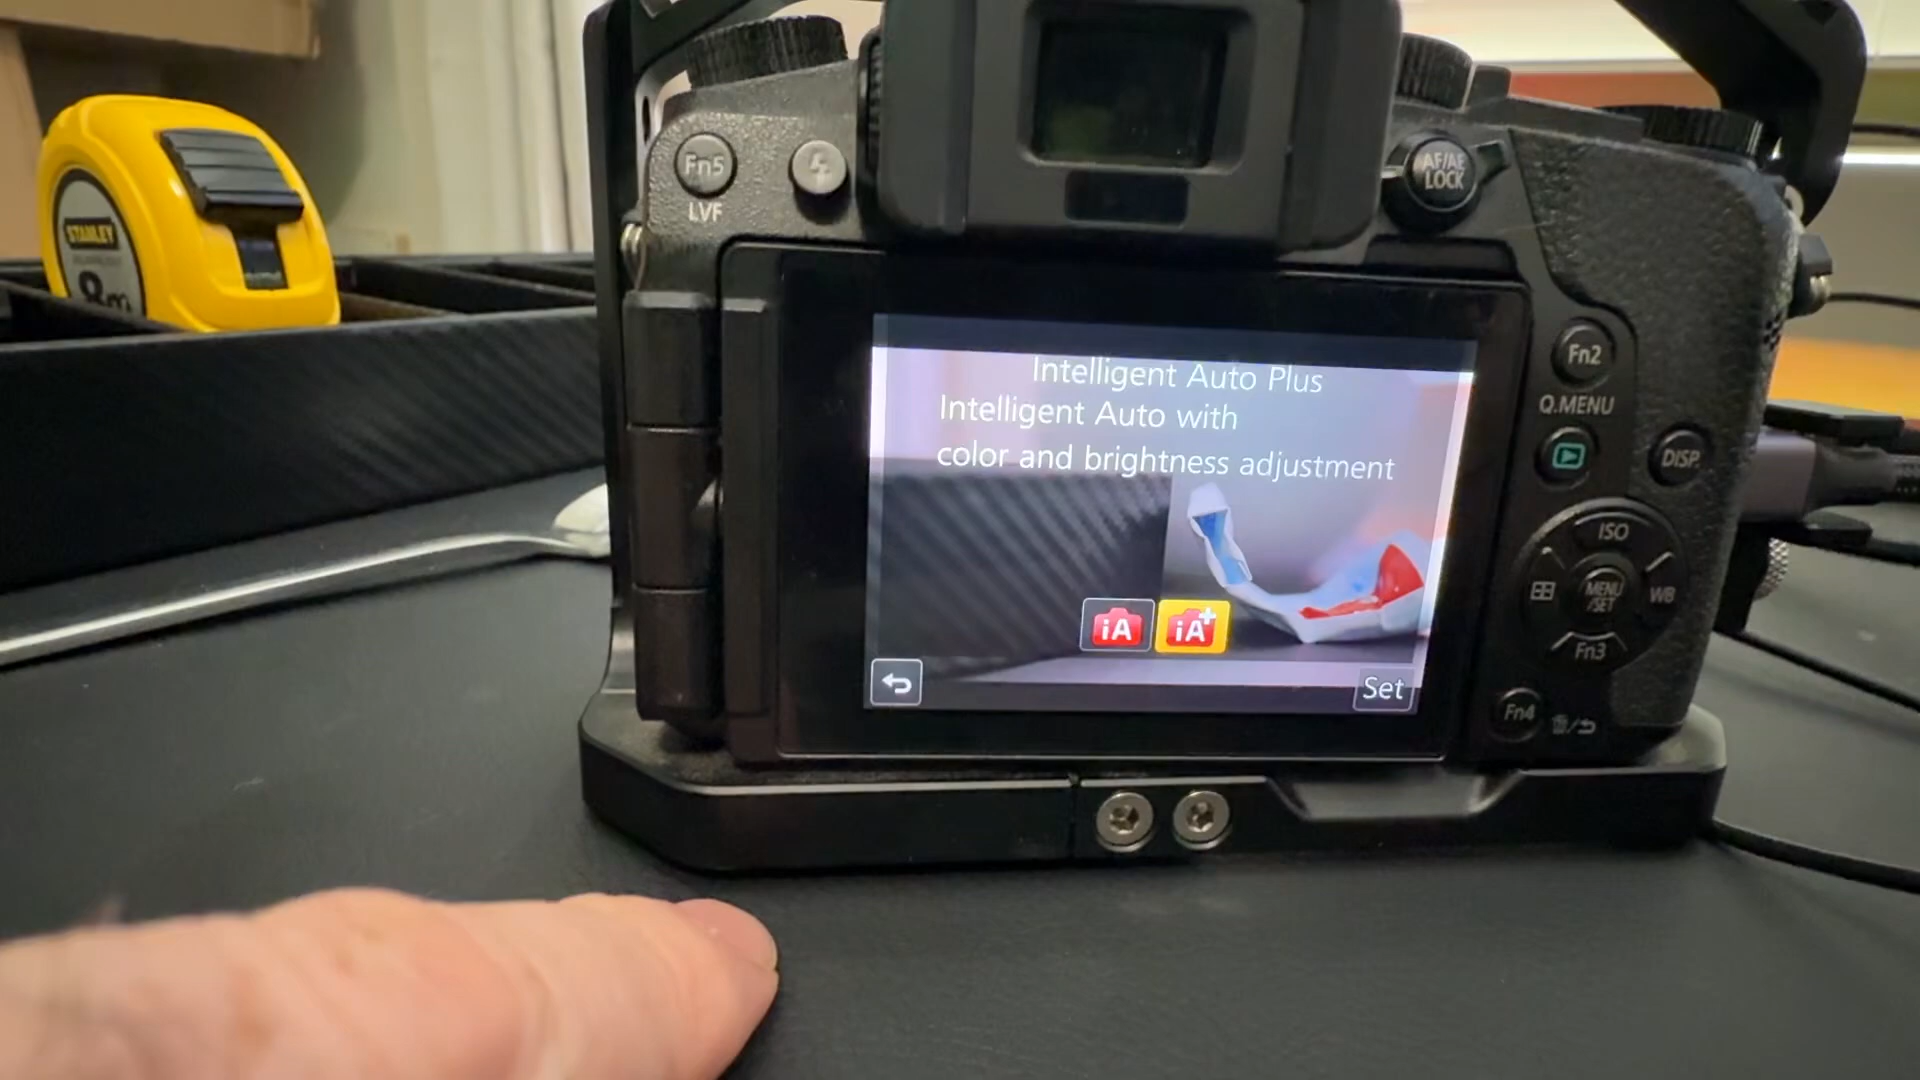 Fn5
LVF
AF/AE
LOCK
STANLEY
8m
Intelligent Auto Plus
Intelligent Auto with
color and brightness adjustment
iA
iA+
Set
Fn2
Q.MENU
DISP.
ISO
MENU
/SET
WB
Fn3
Fn4